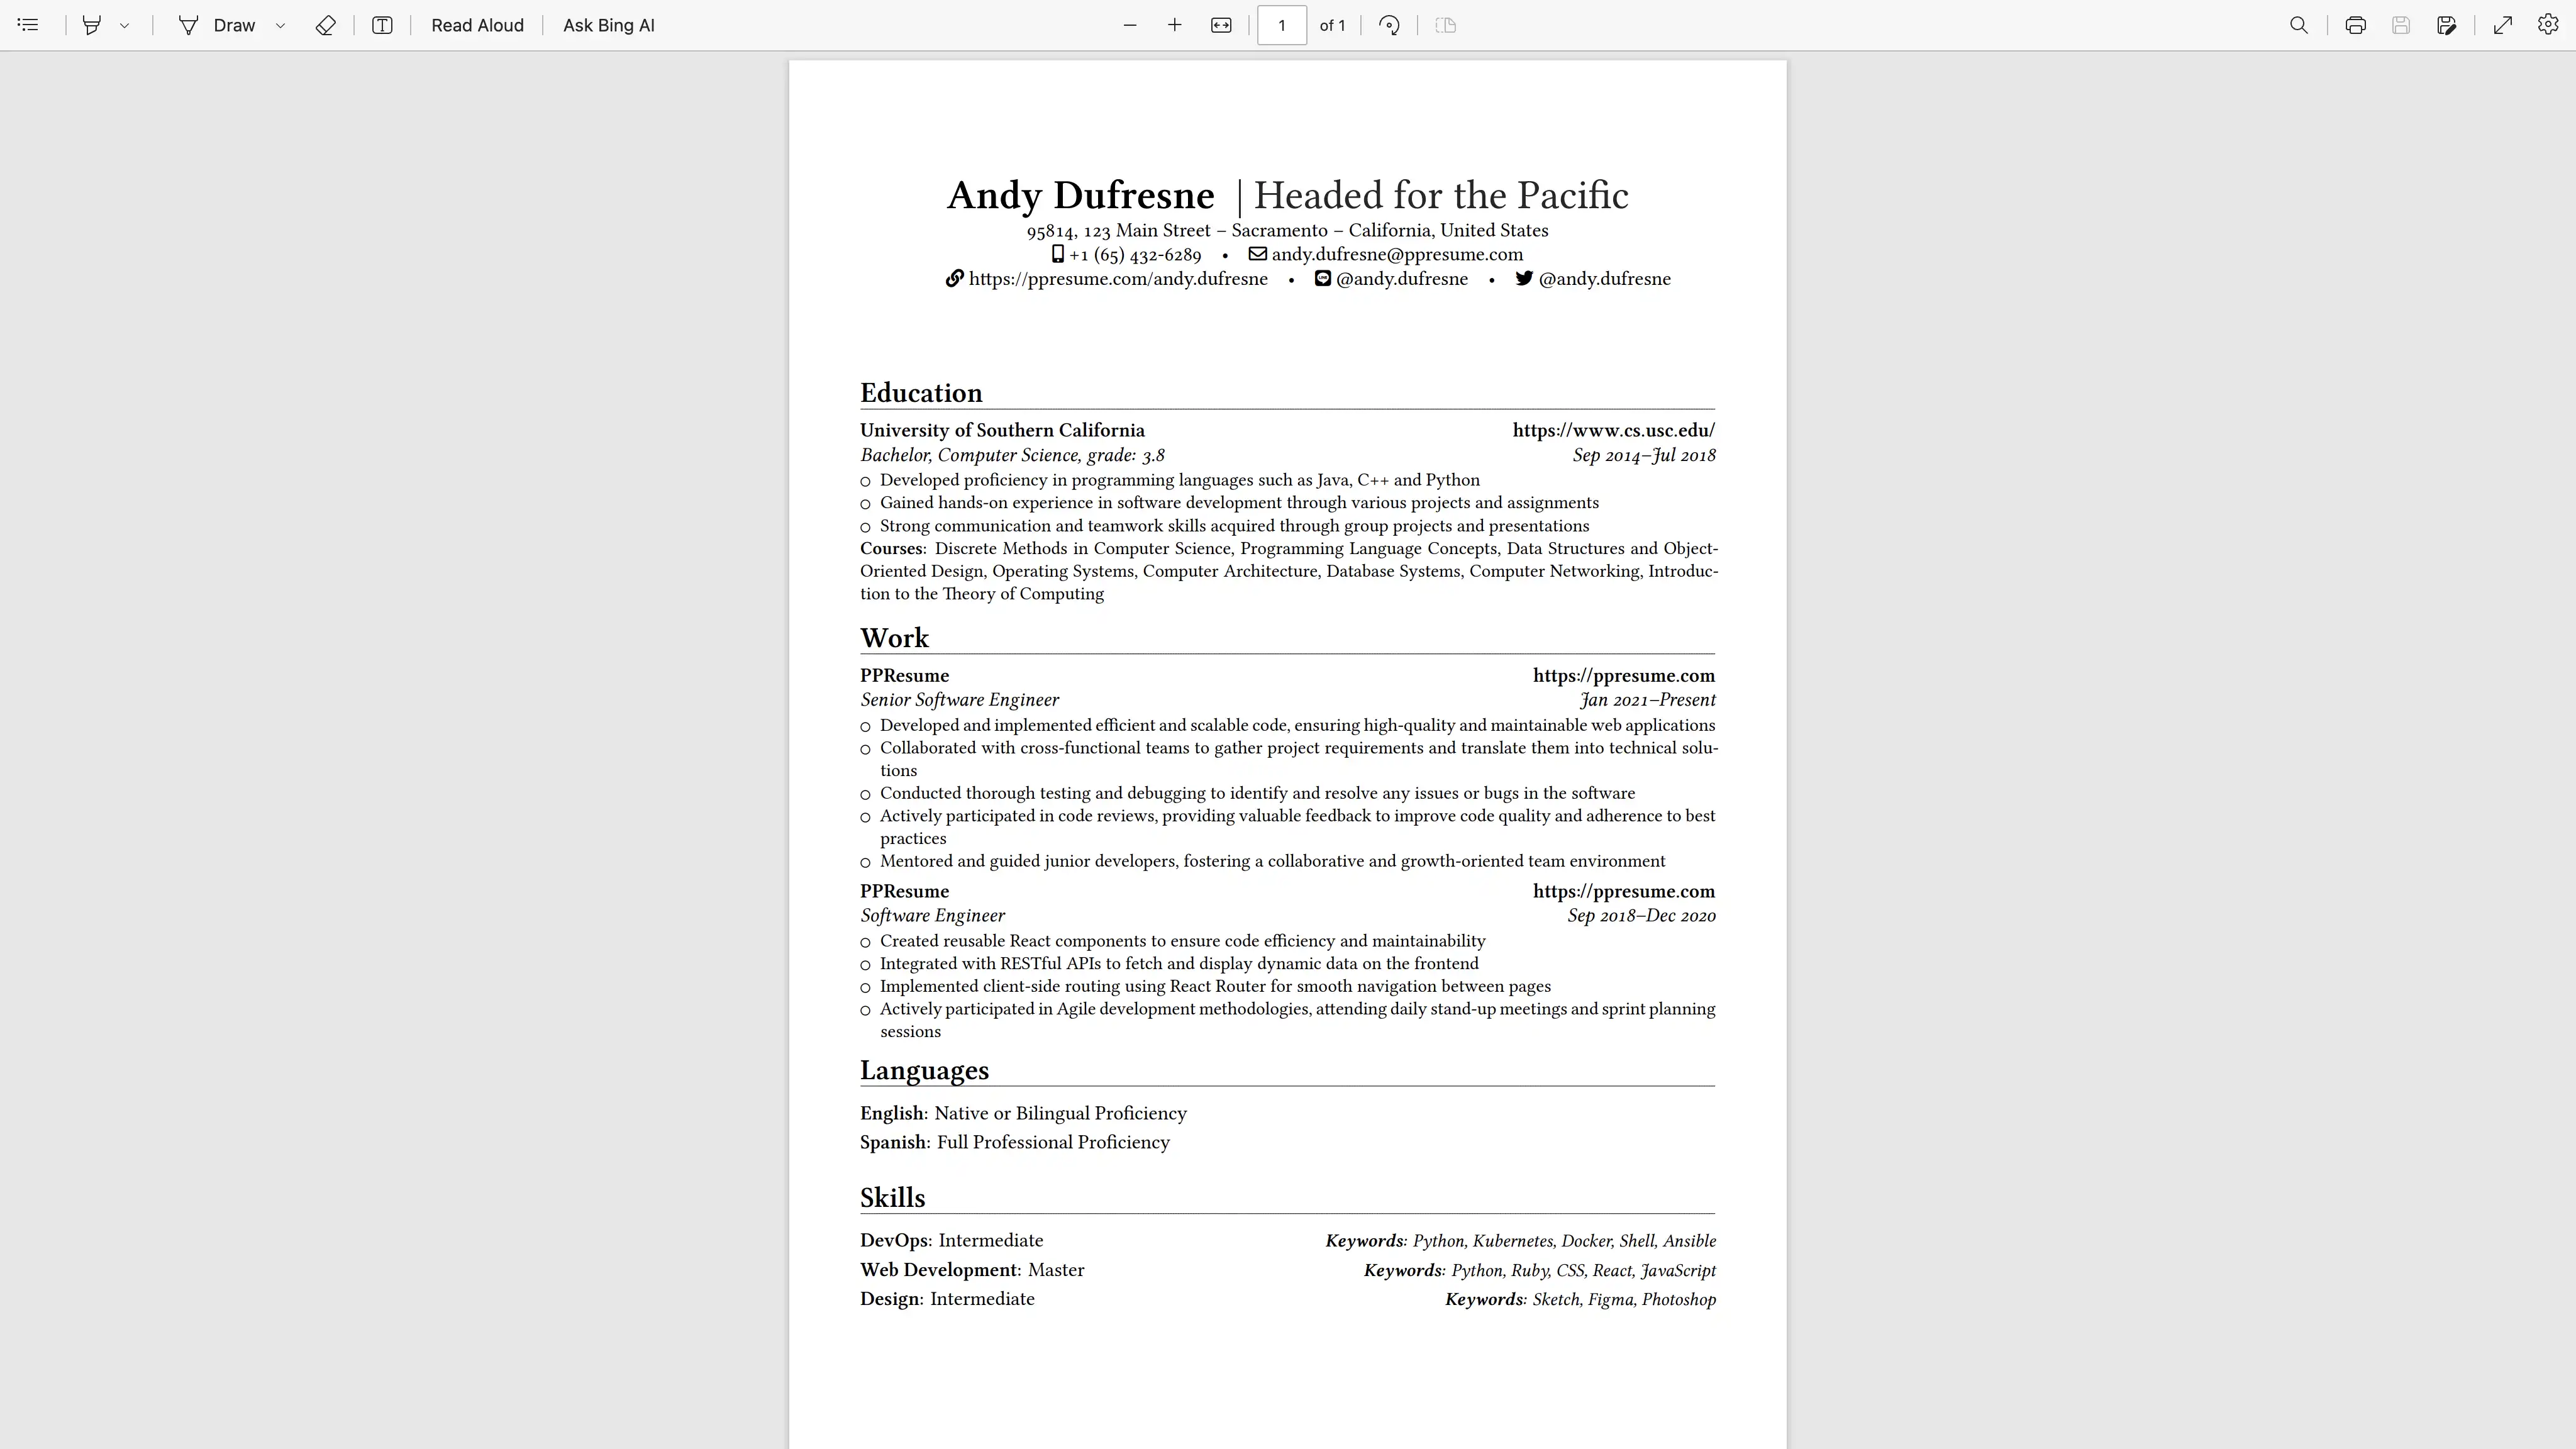 Draw
Read Aloud
Ask Bing AI
1 of 1
Andy Dufresne | Headed for the Pacific
95814, 123 Main Street – Sacramento – California, United States
+1 (65) 432-6289 • andy.dufresne@ppresume.com
https://ppresume.com/andy.dufresne • @andy.dufresne • @andy.dufresne
Education
University of Southern California https://www.cs.usc.edu/
Bachelor, Computer Science, grade: 3.8 Sep 2014–Jul 2018
Developed proficiency in programming languages such as Java, C++ and Python
Gained hands-on experience in software development through various projects and assignments
Strong communication and teamwork skills acquired through group projects and presentations
Courses: Discrete Methods in Computer Science, Programming Language Concepts, Data Structures and Object-
Oriented Design, Operating Systems, Computer Architecture, Database Systems, Computer Networking, Introduc-
tion to the Theory of Computing
Work
PPResume https://ppresume.com
Senior Software Engineer Jan 2021–Present
Developed and implemented efficient and scalable code, ensuring high-quality and maintainable web applications
Collaborated with cross-functional teams to gather project requirements and translate them into technical solu-
tions
Conducted thorough testing and debugging to identify and resolve any issues or bugs in the software
Actively participated in code reviews, providing valuable feedback to improve code quality and adherence to best
practices
Mentored and guided junior developers, fostering a collaborative and growth-oriented team environment
PPResume https://ppresume.com
Software Engineer Sep 2018–Dec 2020
Created reusable React components to ensure code efficiency and maintainability
Integrated with RESTful APIs to fetch and display dynamic data on the frontend
Implemented client-side routing using React Router for smooth navigation between pages
Actively participated in Agile development methodologies, attending daily stand-up meetings and sprint planning
sessions
Languages
English: Native or Bilingual Proficiency
Spanish: Full Professional Proficiency
Skills
DevOps: Intermediate Keywords: Python, Kubernetes, Docker, Shell, Ansible
Web Development: Master Keywords: Python, Ruby, CSS, React, JavaScript
Design: Intermediate Keywords: Sketch, Figma, Photoshop